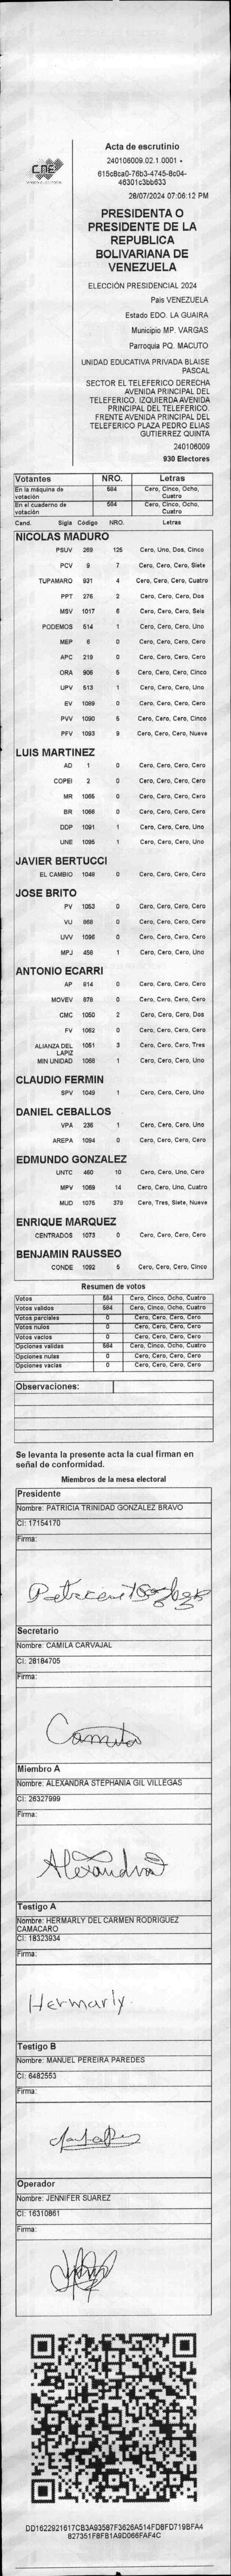 CNE
Acta de escrutinio
240106009.02.1.0001
615c8ca0-76b3-4745-8c04-
46301c3bb633
28/07/2024 07:06:12 PM
PRESIDENTA O
PRESIDENTE DE LA
REPUBLICA
BOLIVARIANA DE
VENEZUELA
ELECCIÓN PRESIDENCIAL 2024
Pais VENEZUELA
Estado EDO. LA GUAIRA
Municipio MP. VARGAS
Parroquia PQ. MACUTO
UNIDAD EDUCATIVA PRIVADA BLAISE
PASCAL
SECTOR EL TELEFERICO DERECHA
AVENIDA PRINCIPAL DEL
TELEFERICO. IZQUIERDA AVENIDA
PRINCIPAL DEL TELEFERICO.
FRENTE AVENIDA PRINCIPAL DEL
TELEFERICO PLAZA PEDRO ELIAS
GUTIERREZ QUINTA
240106009
930 Electores
Votantes NRO. Letras
En la máquina de votación 584 Cero, Cinco, Ocho, Cuatro
En el cuaderno de votación 584 Cero, Cinco, Ocho, Cuatro
Cand. Sigla Código NRO. Letras
NICOLAS MADURO
PSUV 269 125 Cero, Uno, Dos, Cinco
PCV 9 7 Cero, Cero, Cero, Siete
TUPAMARO 931 4 Cero, Cero, Cero, Cuatro
PPT 276 2 Cero, Cero, Cero, Dos
MSV 1017 6 Cero, Cero, Cero, Seis
PODEMOS 514 1 Cero, Cero, Cero, Uno
MEP 6 0 Cero, Cero, Cero, Cero
APC 219 0 Cero, Cero, Cero, Cero
ORA 906 5 Cero, Cero, Cero, Cinco
UPV 513 1 Cero, Cero, Cero, Uno
EV 1089 0 Cero, Cero, Cero, Cero
PVV 1090 5 Cero, Cero, Cero, Cinco
PFV 1093 9 Cero, Cero, Cero, Nueve
LUIS MARTINEZ
AD 1 0 Cero, Cero, Cero, Cero
COPEI 2 0 Cero, Cero, Cero, Cero
MR 1065 0 Cero, Cero, Cero, Cero
BR 1066 0 Cero, Cero, Cero, Cero
DDP 1091 1 Cero, Cero, Cero, Uno
UNE 1095 1 Cero, Cero, Cero, Uno
JAVIER BERTUCCI
EL CAMBIO 1048 0 Cero, Cero, Cero, Cero
JOSE BRITO
PV 1053 0 Cero, Cero, Cero, Cero
VU 868 0 Cero, Cero, Cero, Cero
UVV 1096 0 Cero, Cero, Cero, Cero
MPJ 458 1 Cero, Cero, Cero, Uno
ANTONIO ECARRI
AP 814 0 Cero, Cero, Cero, Cero
MOVEV 878 0 Cero, Cero, Cero, Cero
CMC 1050 2 Cero, Cero, Cero, Dos
FV 1062 0 Cero, Cero, Cero, Cero
ALIANZA DEL LAPIZ 1051 3 Cero, Cero, Cero, Tres
MIN UNIDAD 1068 1 Cero, Cero, Cero, Uno
CLAUDIO FERMIN
SPV 1049 1 Cero, Cero, Cero, Uno
DANIEL CEBALLOS
VPA 236 1 Cero, Cero, Cero, Uno
AREPA 1094 0 Cero, Cero, Cero, Cero
EDMUNDO GONZALEZ
UNTC 460 10 Cero, Cero, Uno, Cero
MPV 1069 14 Cero, Cero, Uno, Cuatro
MUD 1075 379 Cero, Tres, Siete, Nueve
ENRIQUE MARQUEZ
CENTRADOS 1073 0 Cero, Cero, Cero, Cero
BENJAMIN RAUSSEO
CONDE 1092 5 Cero, Cero, Cero, Cinco
Resumen de votos
Votos 584 Cero, Cinco, Ocho, Cuatro
Votos validos 584 Cero, Cinco, Ocho, Cuatro
Votos parciales 0 Cero, Cero, Cero, Cero
Votos nulos 0 Cero, Cero, Cero, Cero
Votos vacios 0 Cero, Cero, Cero, Cero
Opciones validas 584 Cero, Cinco, Ocho, Cuatro
Opciones nulas 0 Cero, Cero, Cero, Cero
Opciones vacias 0 Cero, Cero, Cero, Cero
Observaciones:
Se levanta la presente acta la cual firman en
señal de conformidad.
Miembros de la mesa electoral
Presidente
Nombre: PATRICIA TRINIDAD GONZALEZ BRAVO
CI: 17154170
Firma:
Secretario
Nombre: CAMILA CARVAJAL
CI: 28184705
Firma:
Camila
Miembro A
Nombre: ALEXANDRA STEPHANIA GIL VILLEGAS
CI: 26327999
Firma:
Alexandra
Testigo A
Nombre: HERMARLY DEL CARMEN RODRIGUEZ
CAMACARO
CI: 18323934
Firma:
Hermarly
Testigo B
Nombre: MANUEL PEREIRA PAREDES
CI: 6482553
Firma:
Operador
Nombre: JENNIFER SUAREZ
CI: 16310861
Firma:
DD1622921617CB3A93587F3626A514FD8FD719BFA4
827351F8FB1A9D066FAF4C